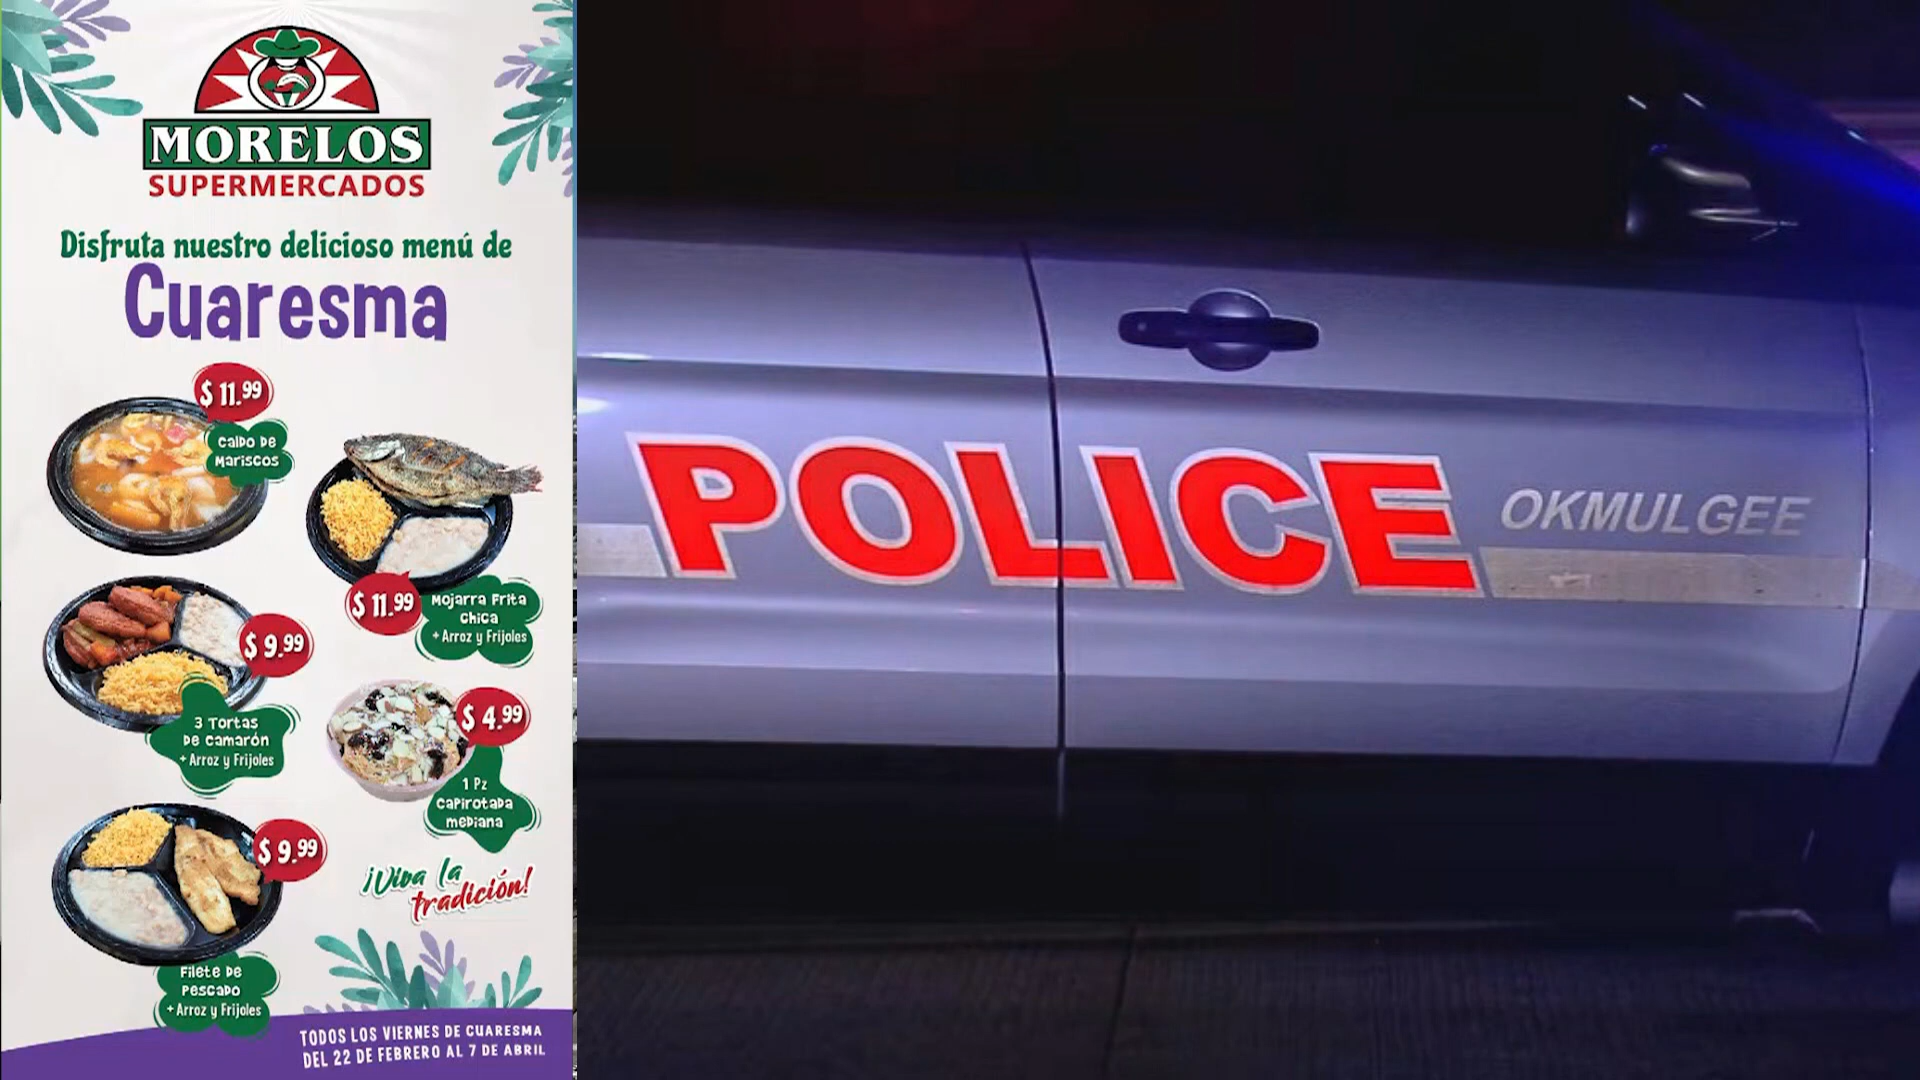 MORELOS
SUPERMERCADOS
Disfruta nuestro delicioso menú de
Cuaresma
$ 11.99
Caldo de
Mariscos
$ 11.99
Mojarra Frita
Chica
+ Arroz y Frijoles
$ 9.99
3 Tortas
de Camarón
+ Arroz y Frijoles
$ 4.99
1 Pz
Capirotada
mediana
$ 9.99
Filete de
Pescado
+ Arroz y Frijoles
¡Viva la
tradición!
TODOS LOS VIERNES DE CUARESMA
DEL 22 DE FEBRERO AL 7 DE ABRIL
POLICE
OKMULGEE